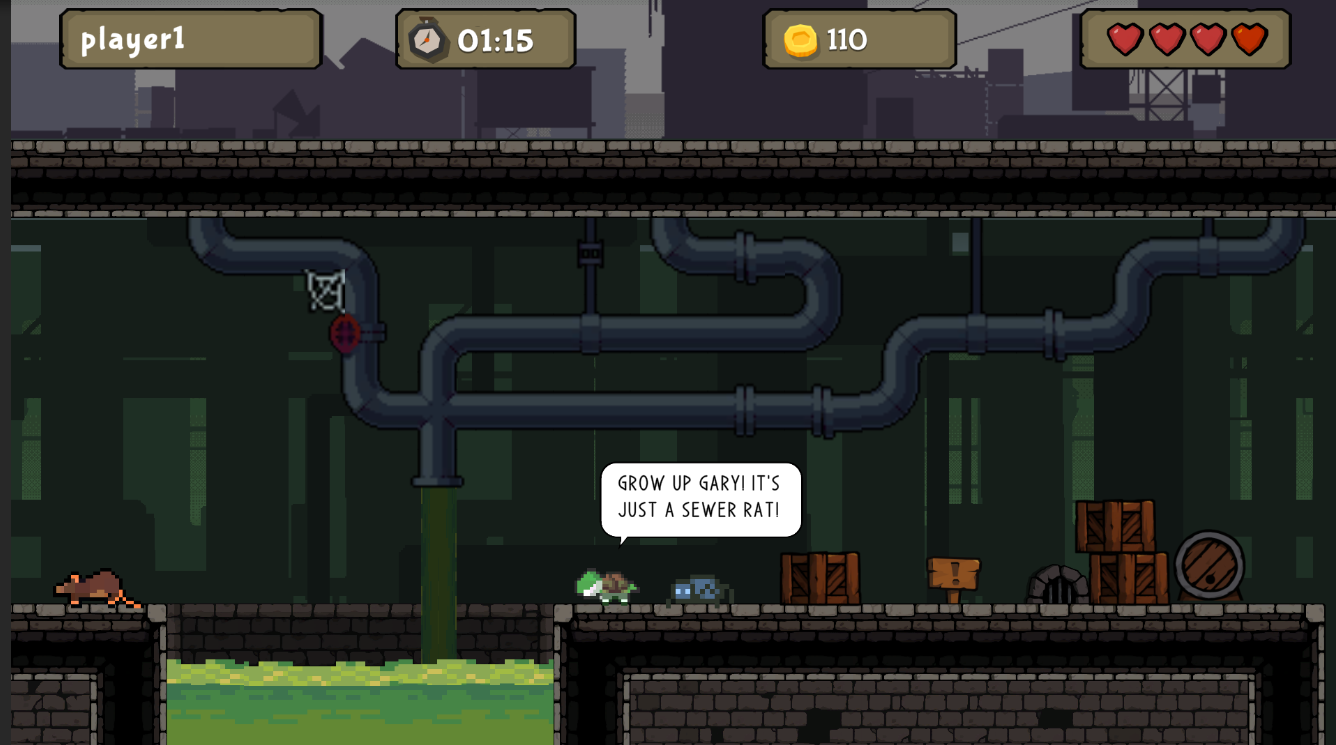 player1
01:15
110
GROW UP GARY! IT'S
JUST A SEWER RAT!
!